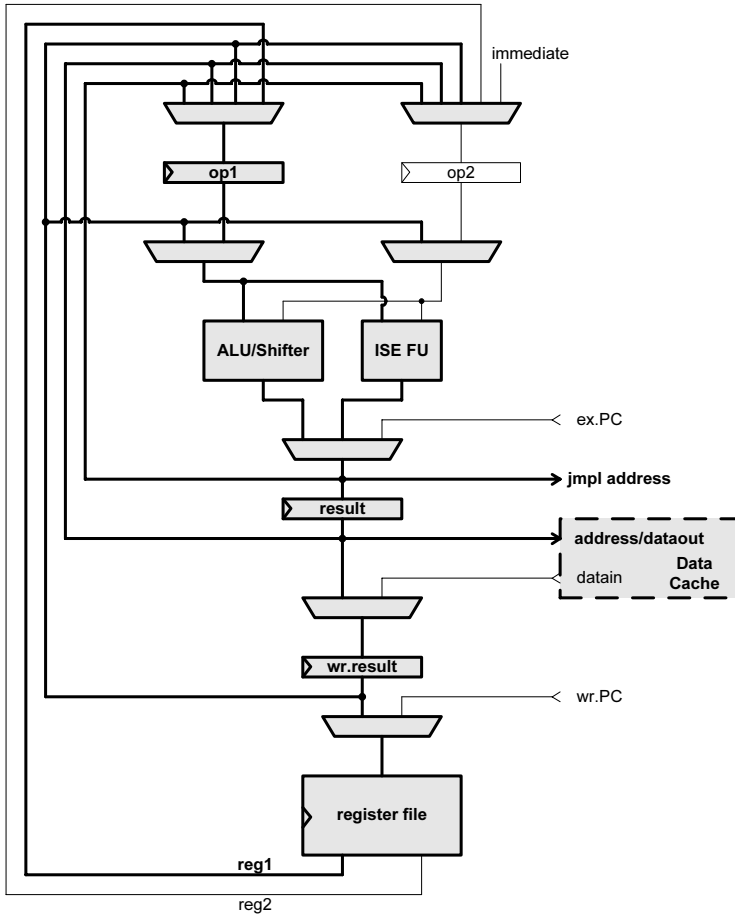 immediate
op1
op2
ALU/Shifter
ISE FU
ex.PC
jmpl address
result
address/dataout
Data
Cache
datain
wr.result
wr.PC
register file
reg1
reg2